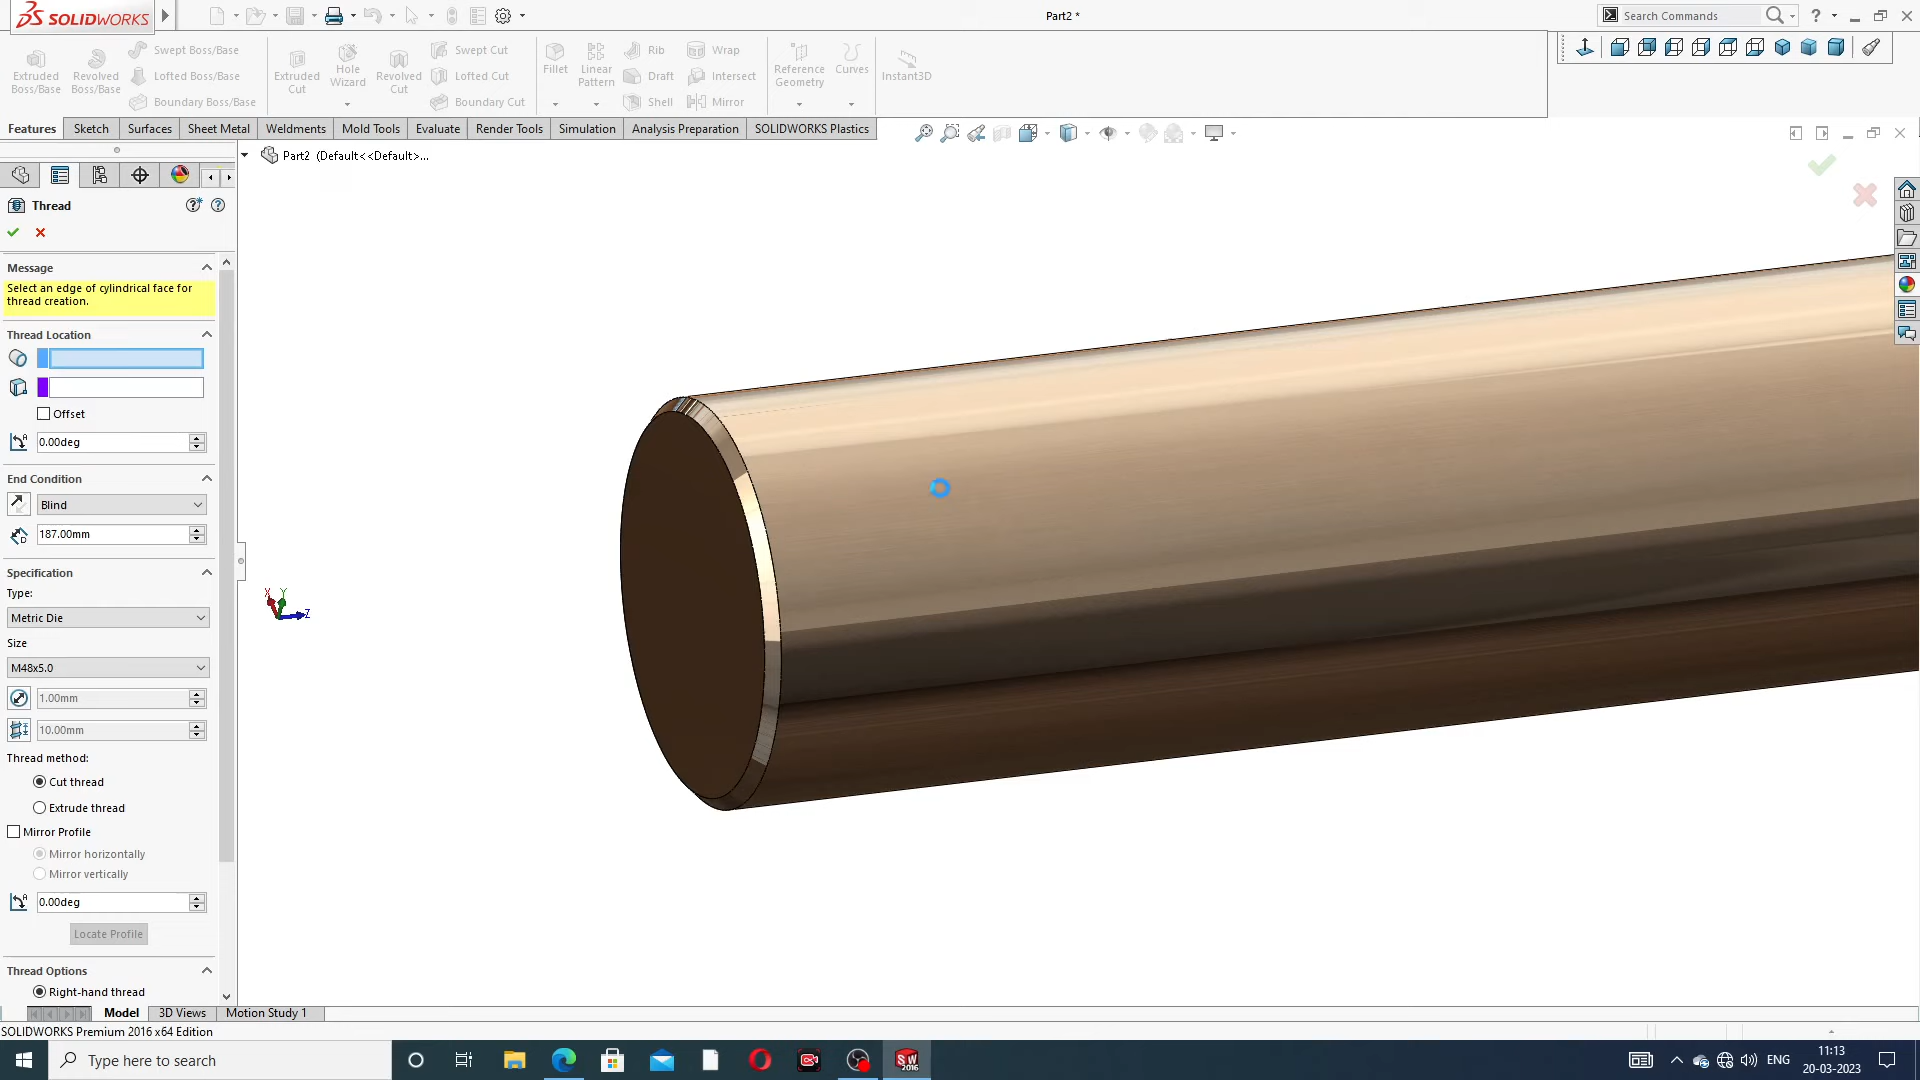 SOLIDWORKS
Part2 *
Search Commands
Extruded Boss/Base
Revolved Boss/Base
Swept Boss/Base
Lofted Boss/Base
Boundary Boss/Base
Extruded Cut
Hole Wizard
Revolved Cut
Swept Cut
Lofted Cut
Boundary Cut
Fillet
Linear Pattern
Rib
Draft
Shell
Wrap
Intersect
Mirror
Reference Geometry
Curves
Instant3D
Features
Sketch
Surfaces
Sheet Metal
Weldments
Mold Tools
Evaluate
Render Tools
Simulation
Analysis Preparation
SOLIDWORKS Plastics
Part2 (Default<<Default>...
Thread
Message
Select an edge of cylindrical face for
thread creation.
Thread Location
Offset
0.00deg
End Condition
Blind
187.00mm
Specification
Type:
Metric Die
Size
M48x5.0
1.00mm
10.00mm
Thread method:
Cut thread
Extrude thread
Mirror Profile
Mirror horizontally
Mirror vertically
0.00deg
Locate Profile
Thread Options
Right-hand thread
X
Y
Z
Model
3D Views
Motion Study 1
SOLIDWORKS Premium 2016 x64 Edition
Type here to search
SW
2016
ENG
11:13
20-03-2023